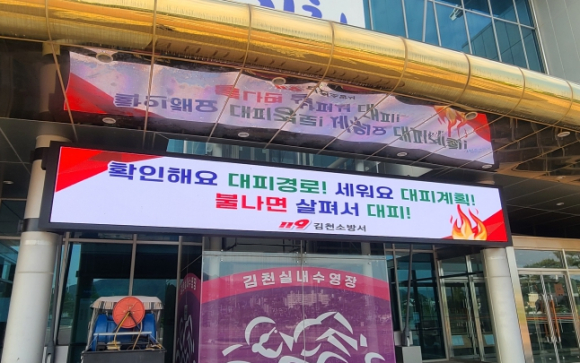 확인해요 대피경로! 세워요 대피계획!
불나면 살펴서 대피!
119 김천소방서
김천실내수영장